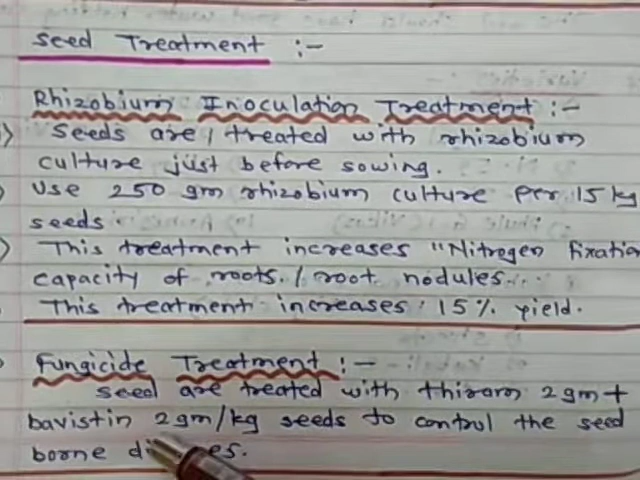 Seed Treatment :-
Rhizobium Inoculation Treatment :-
Seeds are treated with rhizobium
culture just before sowing.
Use 250 gm rhizobium culture per 15 kg
seeds.
This treatment increases "Nitrogen fixation
capacity of roots / root nodules.
This treatment increases 15% yield.
Fungicide Treatment :-
seed are treated with thiram 2gm +
bavistin 2gm/kg seeds to control the seed
borne